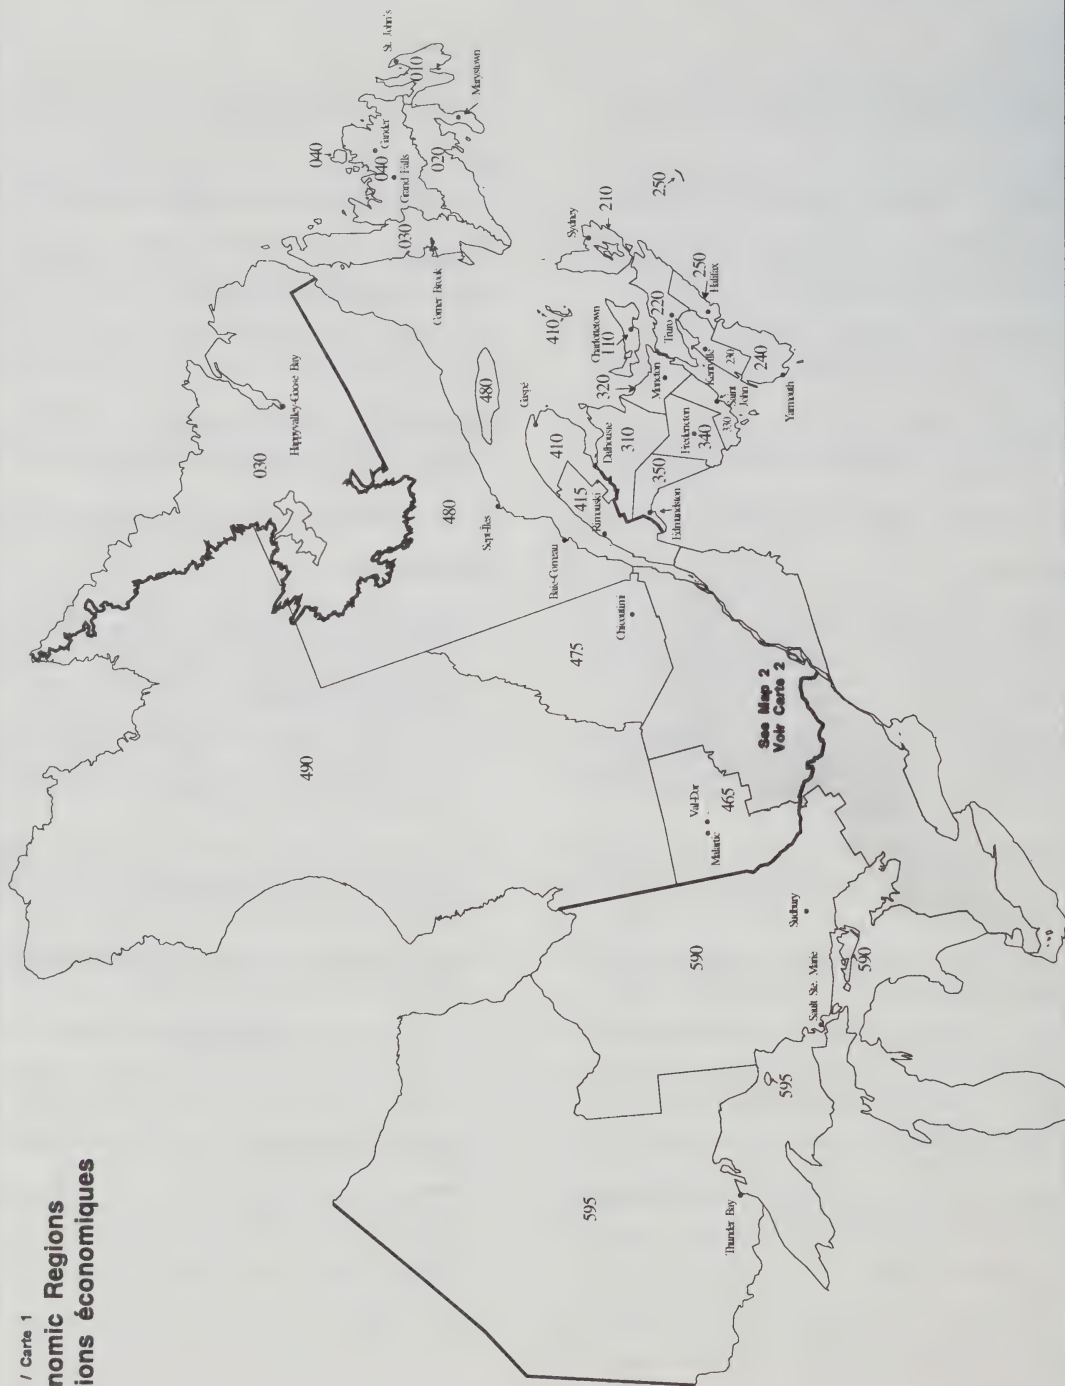 / Carte 1
nomic Regions
ions économiques
040
St. John's
010
Gander
040
Grand Falls
Marystown
020
030
Corner Brook
Happyvalley-Goose Bay
030
250
210
Sydney
410
480
Charlottetown
110
220
Truro
250
Halifax
Gaspé
410
320
Moncton
Kentville
230
240
Dalhousie
310
Fredericton
340
Saint
John
330
Yarmouth
415
Rimouski
350
Edmundston
480
Sept-Îles
Baie-Comeau
475
Chicoutimi
490
See Map 2
Voir Carte 2
Val-D'or
Malartic
465
590
Sudbury
Sault Ste. Marie
590
595
595
Thunder Bay